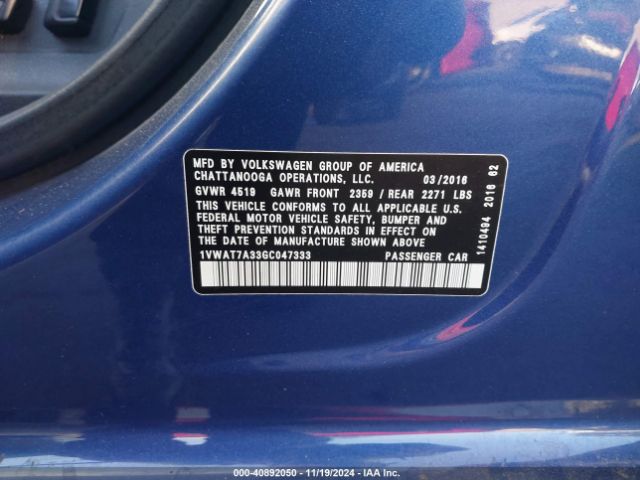 MFD BY VOLKSWAGEN GROUP OF AMERICA
CHATTANOOGA OPERATIONS, LLC. 03/2016
GVWR 4519 GAWR FRONT 2359 / REAR 2271 LBS
THIS VEHICLE CONFORMS TO ALL APPLICABLE U.S.
FEDERAL MOTOR VEHICLE SAFETY, BUMPER AND
THEFT PREVENTION STANDARDS IN EFFECT ON
THE DATE OF MANUFACTURE SHOWN ABOVE
1VWAT7A33GC047333 PASSENGER CAR
1410494 2016 62
000-40892050 - 11/19/2024 - IAA Inc.